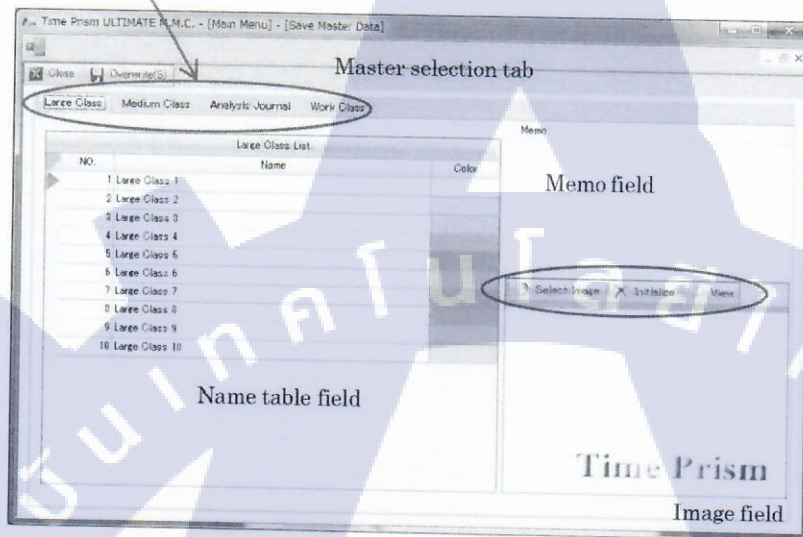 Time Prism ULTIMATE M.M.C. - [Main Menu] - [Save Master Data]
Close Overwrite(S)
Master selection tab
Large Class Medium Class Analysis Journal Work Class
Memo
Large Class List
NO. Name Color
1 Large Class 1
2 Large Class 2
3 Large Class 3
4 Large Class 4
5 Large Class 5
6 Large Class 6
7 Large Class 7
8 Large Class 8
9 Large Class 9
10 Large Class 10
Memo field
Select Image Initialize View
Name table field
Time Prism
Image field